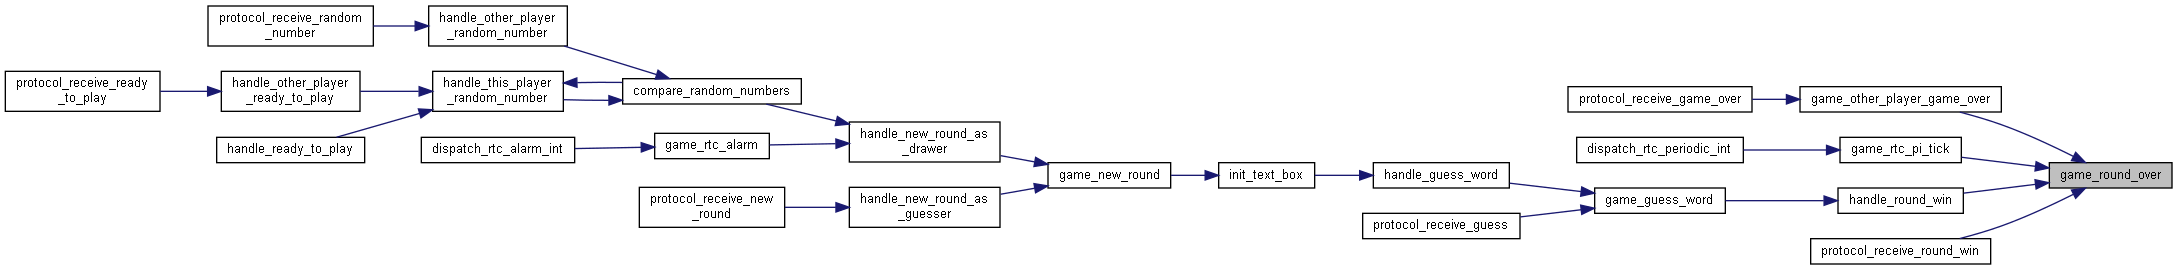 protocol_receive_random
_number
handle_other_player
_random_number
protocol_receive_ready
_to_play
handle_other_player
_ready_to_play
handle_this_player
_random_number
compare_random_numbers
handle_ready_to_play
dispatch_rtc_alarm_int
game_rtc_alarm
handle_new_round_as
_drawer
protocol_receive_new
_round
handle_new_round_as
_guesser
game_new_round
init_text_box
handle_guess_word
protocol_receive_guess
protocol_receive_game_over
game_other_player_game_over
dispatch_rtc_periodic_int
game_rtc_pi_tick
game_guess_word
handle_round_win
protocol_receive_round_win
game_round_over